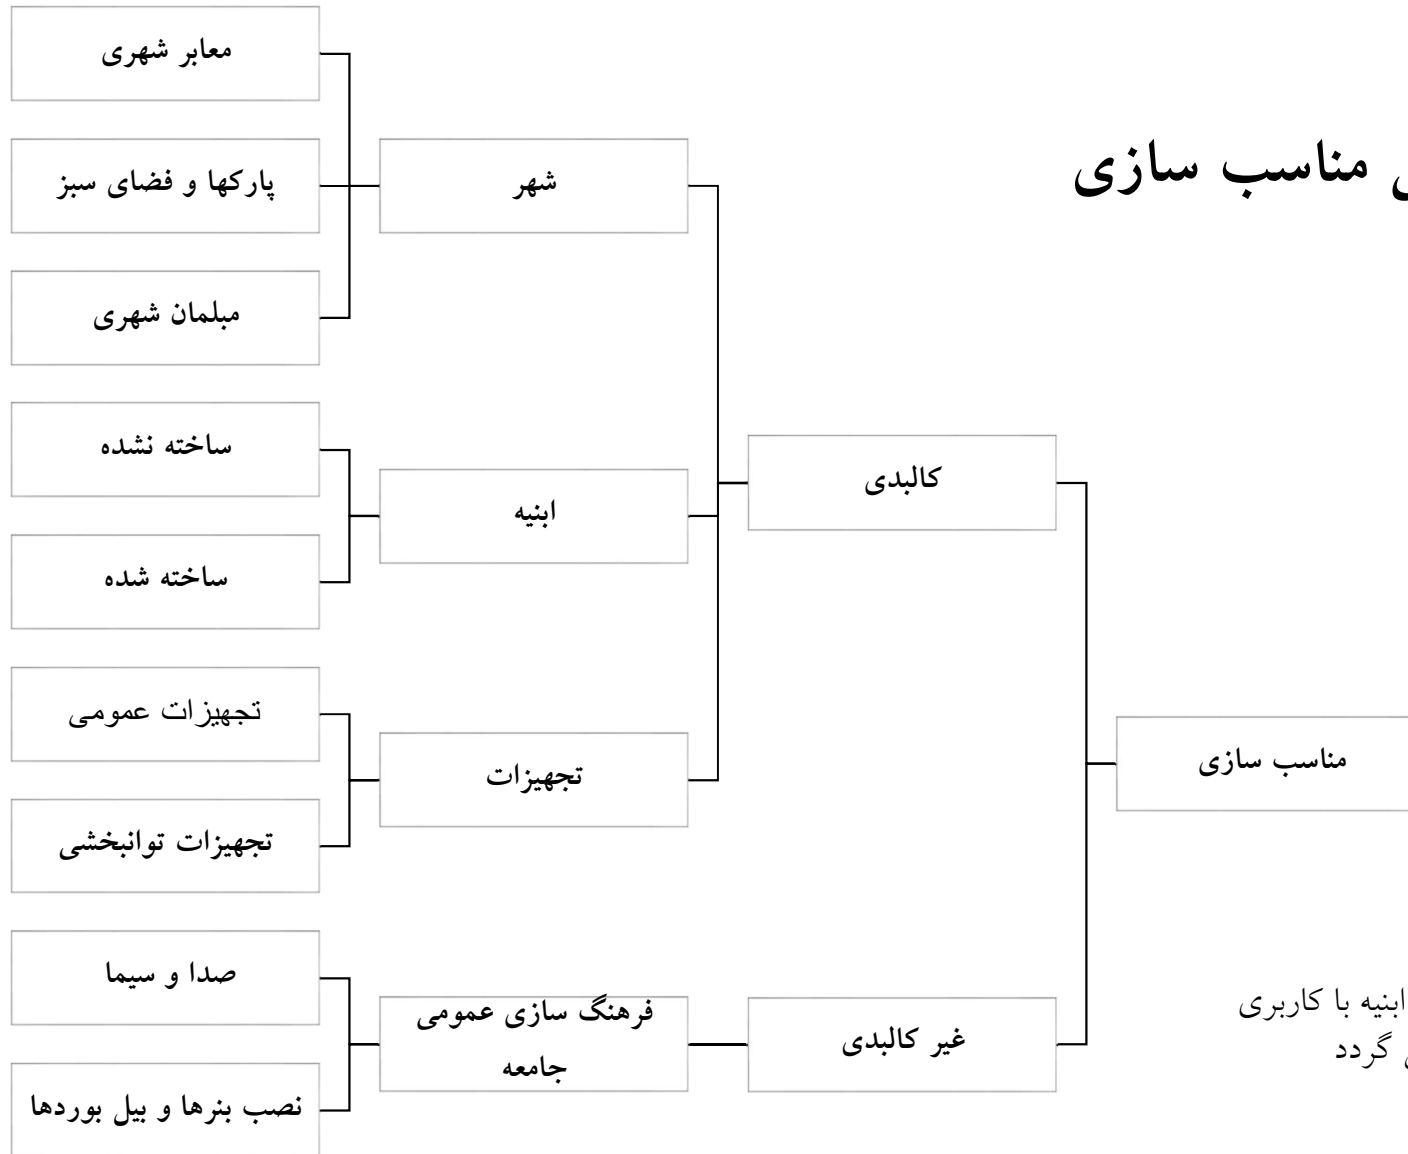 مناسب سازی
معابر شهری
پارکها و فضای سبز
شهر
مبلمان شهری
ساخته نشده
کالبدی
ابنیه
ساخته شده
تجهیزات عمومی
مناسب سازی
تجهیزات
تجهیزات توانبخشی
صدا و سیما
فرهنگ سازی عمومی
جامعه
غیر کالبدی
نصب بنرها و بیل بوردها
ابنیه با کاربری
گردد